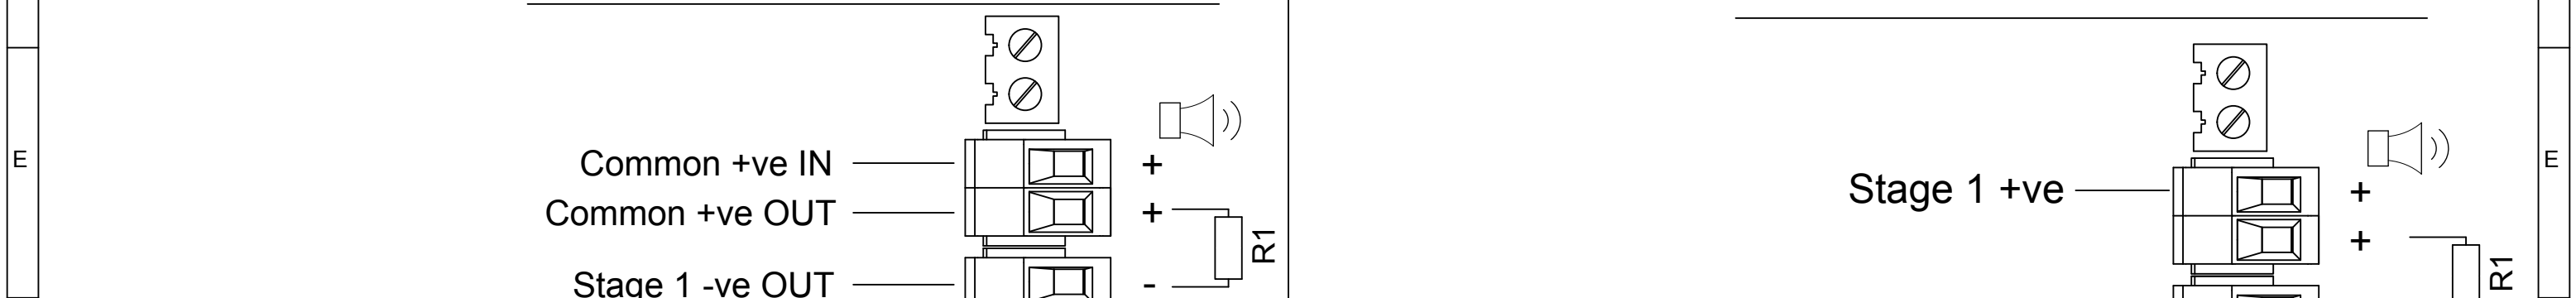 E
Common +ve IN
+
Common +ve OUT
+
R1
Stage 1 -ve OUT
-
Stage 1 +ve
+
+
R1
E